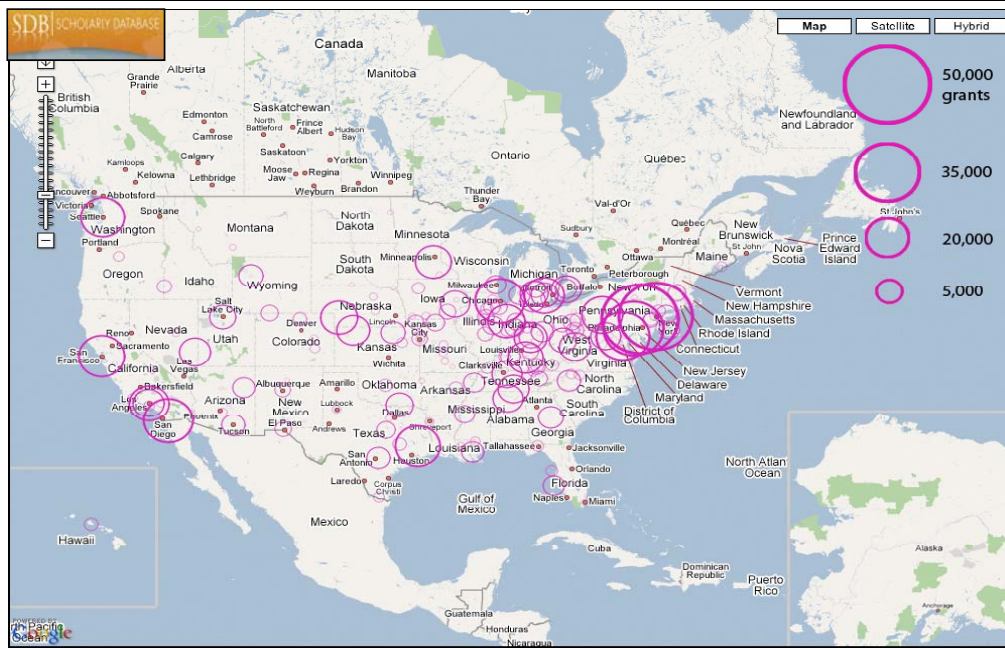 SDB SCHOLARLY DATABASE
Map
Satellite
Hybrid
50,000
grants
35,000
20,000
5,000
Canada
Alberta
Manitoba
Grande
Prairie
British
Columbia
Saskatchewan
Edmonton
North
Battleford
Prince
Albert
Hudson
Bay
Camrose
Saskatoon
Calgary
Yorkton
Kamloops
Kelowna
Moose
Jaw
Regina
Winnipeg
Lethbridge
Weyburn
Brandon
Abbotsford
Victoria
Seattle
Spokane
Washington
Portland
Ontario
Québec
Newfoundland
and Labrador
Thunder
Bay
Val-d'Or
St John's
Sudbury
Québec
Montréal
Ottawa
New
Brunswick
St John
Nova
Scotia
Prince
Edward
Island
Maine
Toronto
Peterborough
Montana
North
Dakota
Minnesota
South
Dakota
Minneapolis
Wisconsin
Michigan
Milwaukee
Buffalo
Oregon
Idaho
Wyoming
Vermont
New Hampshire
Massachusetts
Rhode Island
Connecticut
New Jersey
Delaware
Maryland
District of
Columbia
Iowa
Chicago
Nebraska
Salt
Lake City
Lincoln
Illinois
Indiana
Ohio
Pennsylvania
Philadelphia
New
York
Reno
Nevada
Sacramento
Utah
Denver
Colorado
Kansas
City
Kansas
Missouri
West
Virginia
Virginia
San
Francisco
California
Las
Vegas
Wichita
Louisville
Kentucky
Clarksville
Tennessee
North
Carolina
Bakersfield
Los
Angeles
Albuquerque
Amarillo
Oklahoma
Arkansas
Arizona
New
Mexico
Lubbock
Phoenix
San
Diego
Tucson
El Paso
Andrews
Dallas
Mississippi
Atlanta
Alabama
South
Carolina
Georgia
Texas
Shreveport
Louisiana
Tallahassee
Jacksonville
San
Antonio
Houston
Orlando
Laredo
Corpus
Christi
Florida
Naples
Miami
North Atlan
Ocean
Gulf of
Mexico
Hawaii
Mexico
Cuba
Dominican
Republic
Puerto
Rico
Alaska
Anchorage
Guatemala
Honduras
Nicaragua
POWERED BY
Google